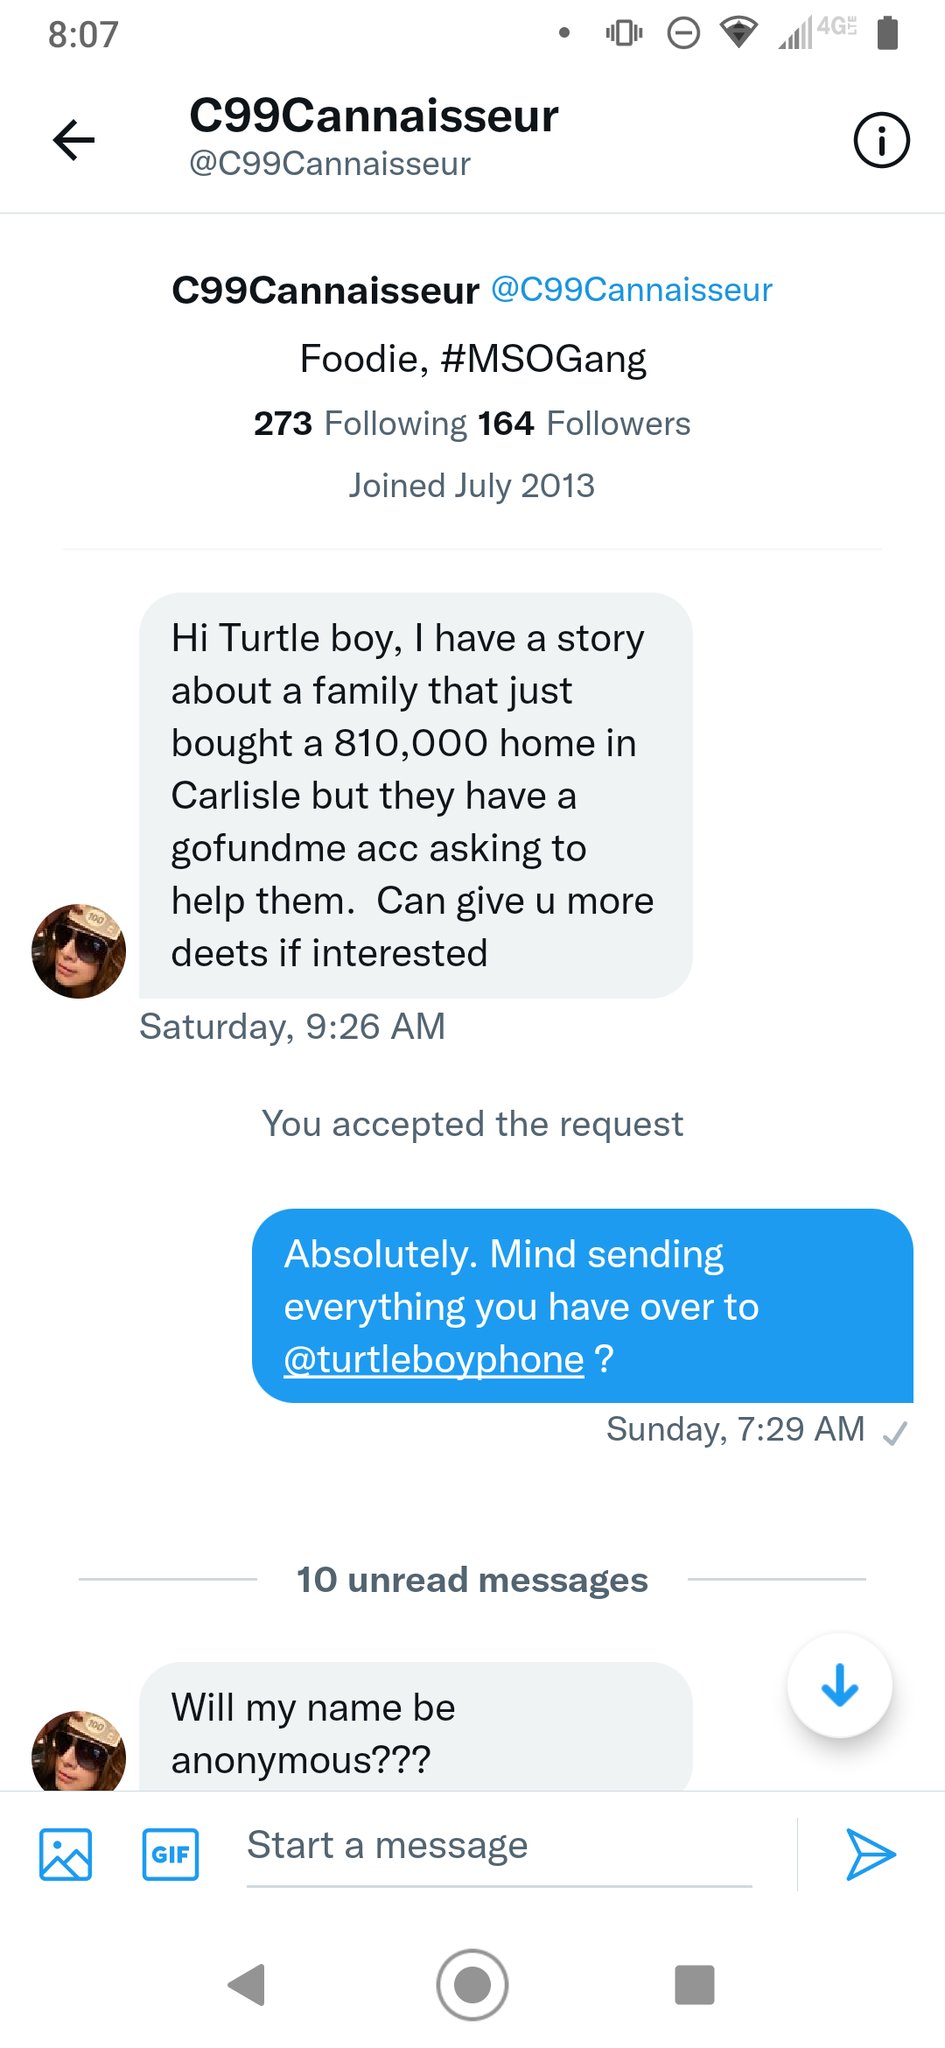 8:07
4G LTE
C99Cannaisseur
@C99Cannaisseur
C99Cannaisseur @C99Cannaisseur
Foodie, #MSOGang
273 Following 164 Followers
Joined July 2013
Hi Turtle boy, I have a story
about a family that just
bought a 810,000 home in
Carlisle but they have a
gofundme acc asking to
help them.  Can give u more
deets if interested
100
Saturday, 9:26 AM
You accepted the request
Absolutely. Mind sending
everything you have over to
@turtleboyphone ?
Sunday, 7:29 AM
10 unread messages
Will my name be
anonymous???
100
GIF
Start a message